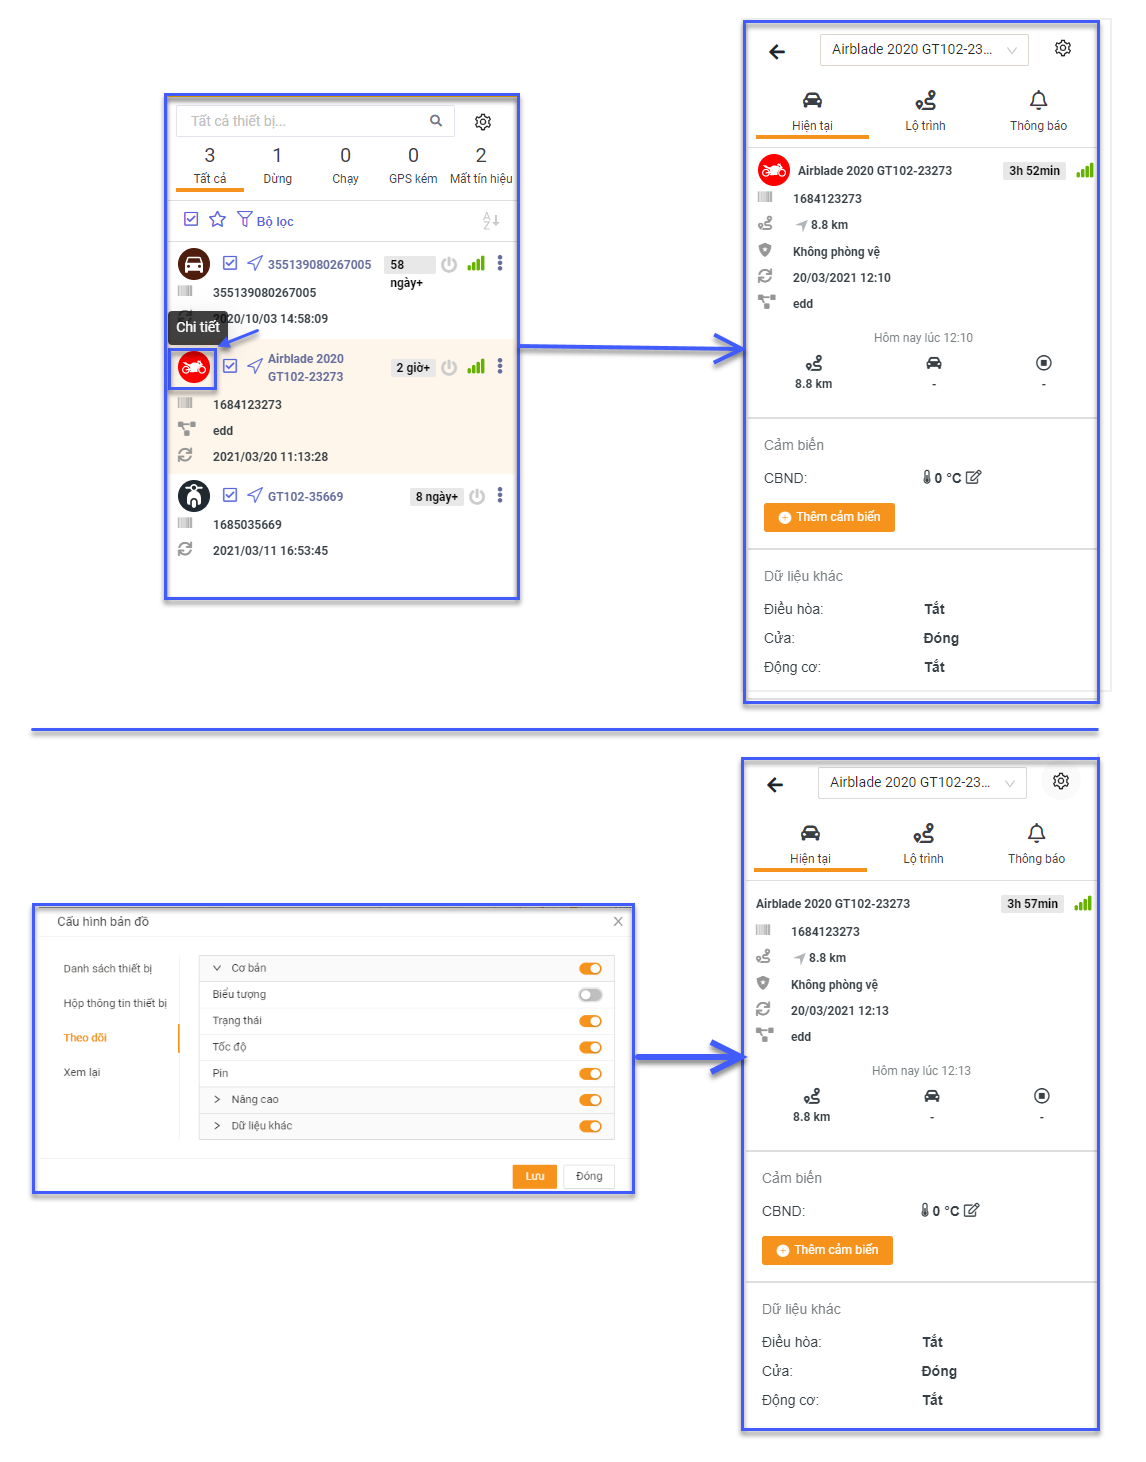 Tất cả thiết bị...
3 1 0 0 2
Tất cả Dừng Chạy GPS kém Mất tín hiệu
Bộ lọc
355139080267005 58 ngày+
355139080267005
2020/10/03 14:58:09
Chi tiết
Airblade 2020
GT102-23273 2 giờ+
1684123273
edd
2021/03/20 11:13:28
GT102-35669 8 ngày+
1685035669
2021/03/11 16:53:45
Airblade 2020 GT102-23...
Hiện tại Lộ trình Thông báo
Airblade 2020 GT102-23273 3h 52min
1684123273
8.8 km
Không phòng vệ
20/03/2021 12:10
edd
Hôm nay lúc 12:10
8.8 km - -
Cảm biến
CBND: 0 °C
Thêm cảm biến
Dữ liệu khác
Điều hòa: Tắt
Cửa: Đóng
Động cơ: Tắt
Cấu hình bản đồ
Danh sách thiết bị
Hộp thông tin thiết bị
Theo dõi
Xem lại
Cơ bản
Biểu tượng
Trạng thái
Tốc độ
Pin
Nâng cao
Dữ liệu khác
Lưu Đóng
Airblade 2020 GT102-23...
Hiện tại Lộ trình Thông báo
Airblade 2020 GT102-23273 3h 57min
1684123273
8.8 km
Không phòng vệ
20/03/2021 12:13
edd
Hôm nay lúc 12:13
8.8 km - -
Cảm biến
CBND: 0 °C
Thêm cảm biến
Dữ liệu khác
Điều hòa: Tắt
Cửa: Đóng
Động cơ: Tắt